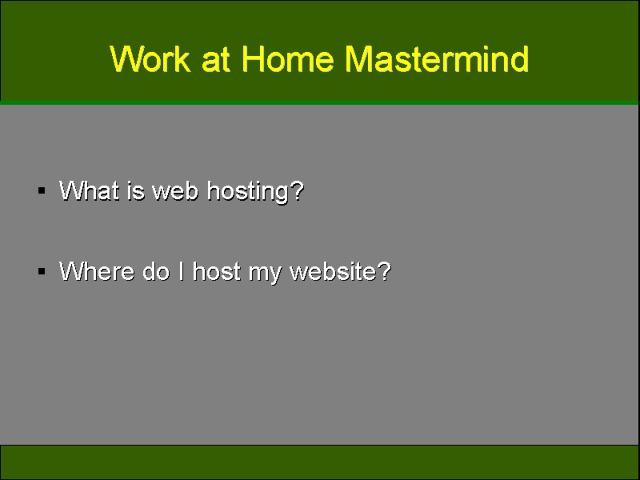 Work at Home Mastermind
▪ What is web hosting?
▪ Where do I host my website?